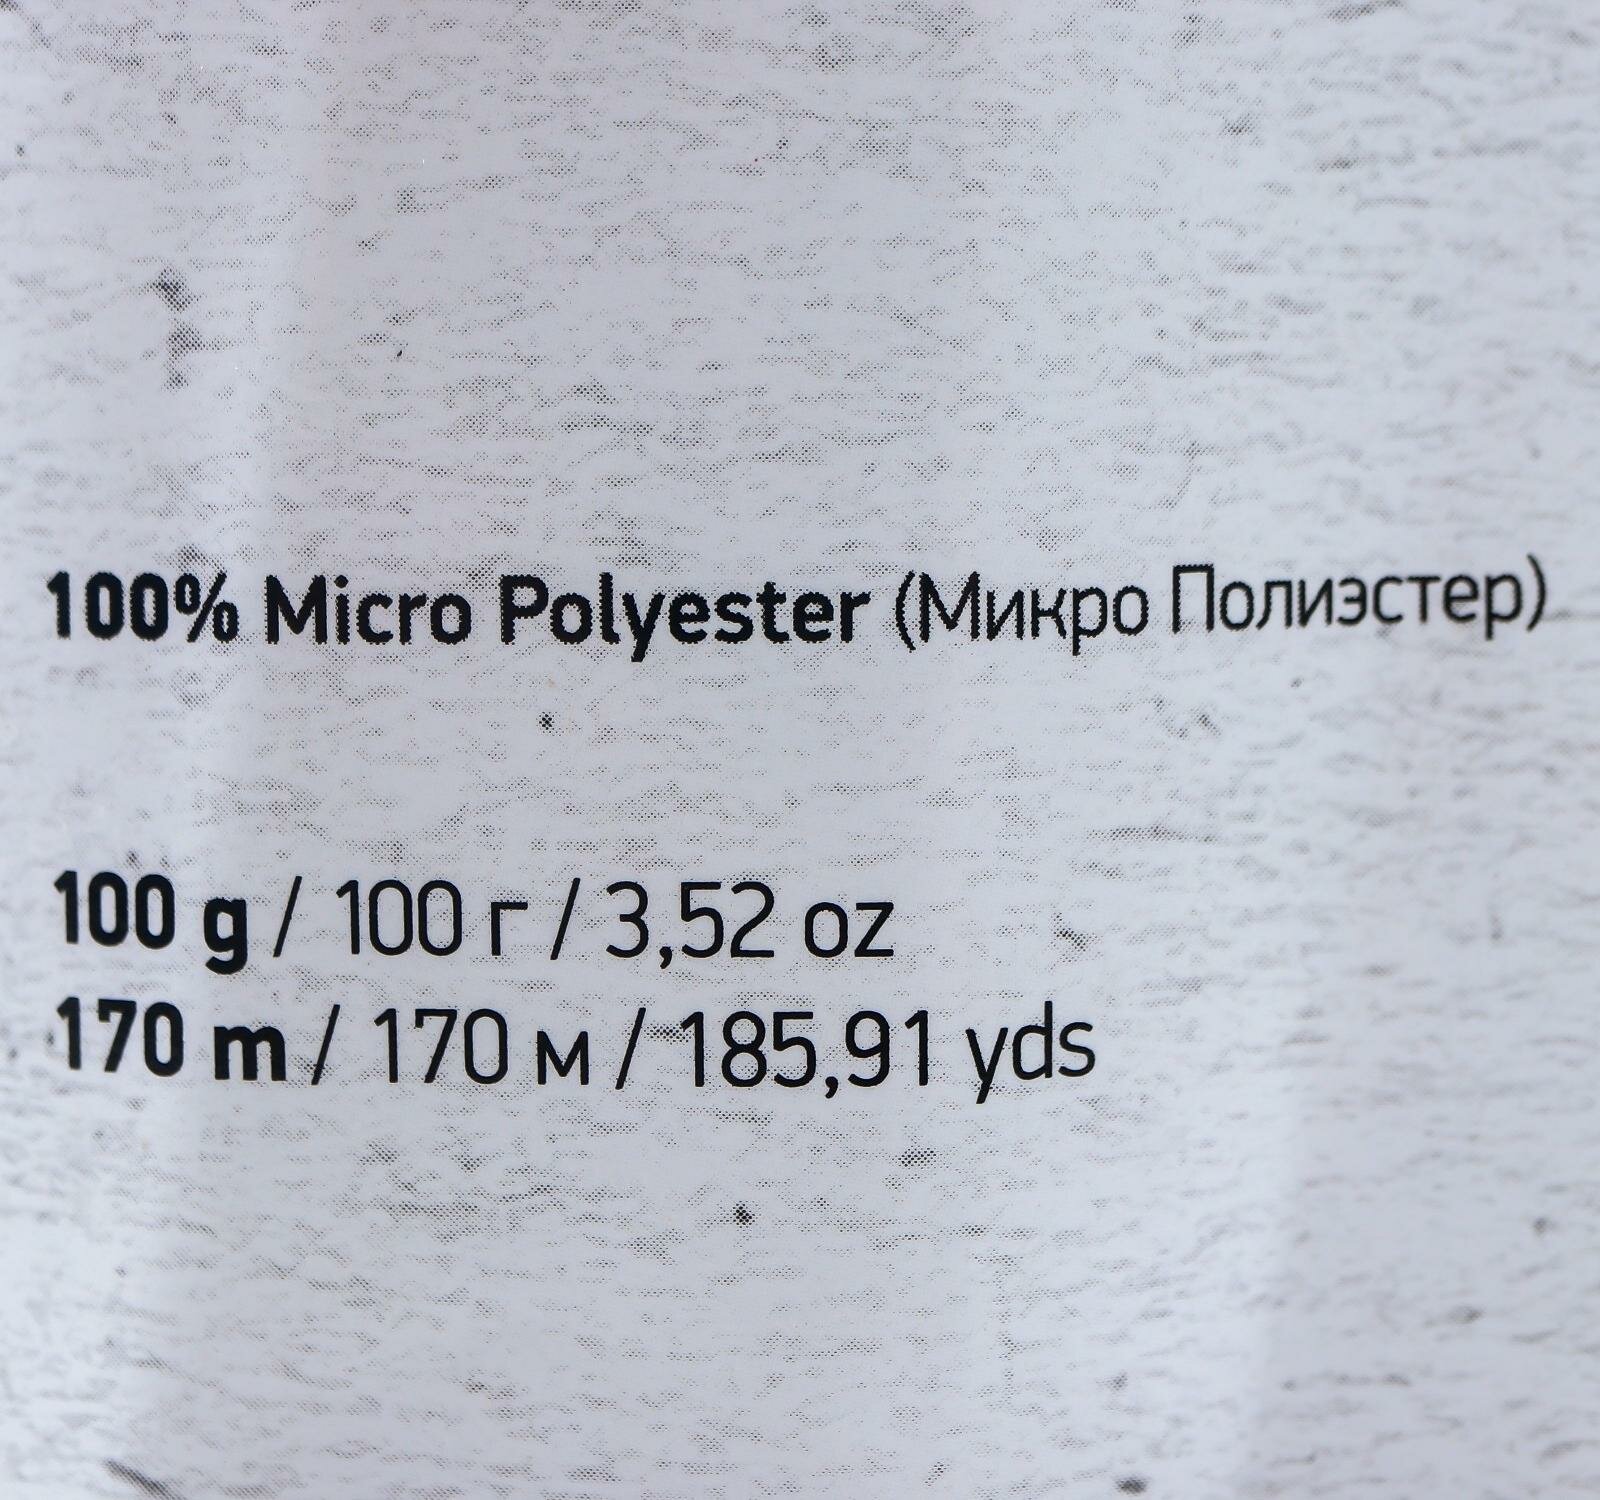 100% Micro Polyester (Микро Полиэстер)
100 g / 100 г / 3,52 oz
170 m / 170 м / 185,91 yds